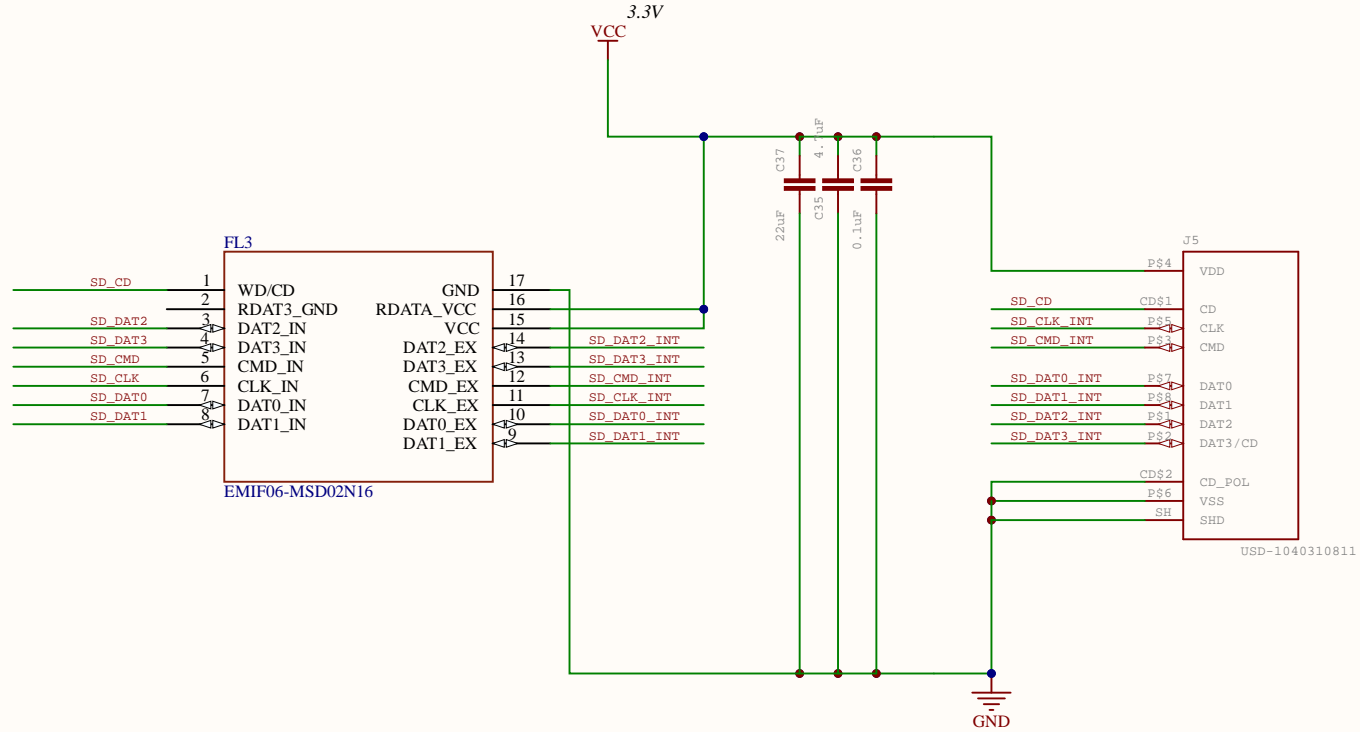 3.3V
VCC
C37
4.7uF
C36
22uF
C35
0.1uF
FL3
SD_CD 1 WD/CD
2 RDAT3_GND
SD_DAT2 3 DAT2_IN
SD_DAT3 4 DAT3_IN
SD_CMD 5 CMD_IN
SD_CLK 6 CLK_IN
SD_DAT0 7 DAT0_IN
SD_DAT1 8 DAT1_IN
GND 17
RDATA_VCC 16
VCC 15
DAT2_EX 14 SD_DAT2_INT
DAT3_EX 13 SD_DAT3_INT
CMD_EX 12 SD_CMD_INT
CLK_EX 11 SD_CLK_INT
DAT0_EX 10 SD_DAT0_INT
DAT1_EX 9 SD_DAT1_INT
EMIF06-MSD02N16
J5
P$4 VDD
SD_CD CD$1 CD
SD_CLK_INT P$5 CLK
SD_CMD_INT P$3 CMD
SD_DAT0_INT P$7 DAT0
SD_DAT1_INT P$8 DAT1
SD_DAT2_INT P$1 DAT2
SD_DAT3_INT P$2 DAT3/CD
CD$2 CD_POL
P$6 VSS
SH SHD
USD-1040310811
GND